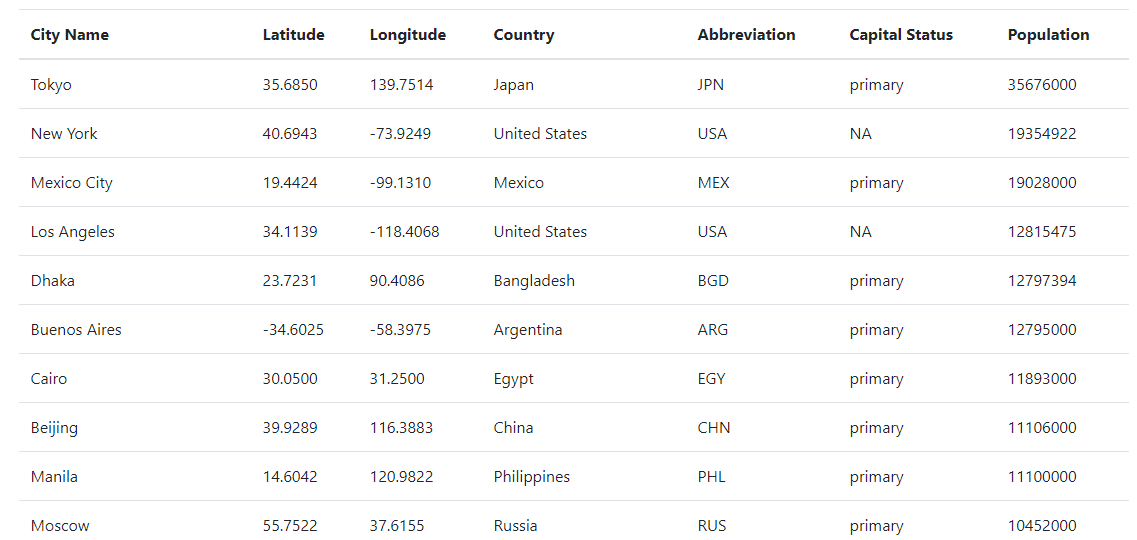 City Name Latitude Longitude Country Abbreviation Capital Status Population
Tokyo 35.6850 139.7514 Japan JPN primary 35676000
New York 40.6943 -73.9249 United States USA NA 19354922
Mexico City 19.4424 -99.1310 Mexico MEX primary 19028000
Los Angeles 34.1139 -118.4068 United States USA NA 12815475
Dhaka 23.7231 90.4086 Bangladesh BGD primary 12797394
Buenos Aires -34.6025 -58.3975 Argentina ARG primary 12795000
Cairo 30.0500 31.2500 Egypt EGY primary 11893000
Beijing 39.9289 116.3883 China CHN primary 11106000
Manila 14.6042 120.9822 Philippines PHL primary 11100000
Moscow 55.7522 37.6155 Russia RUS primary 10452000